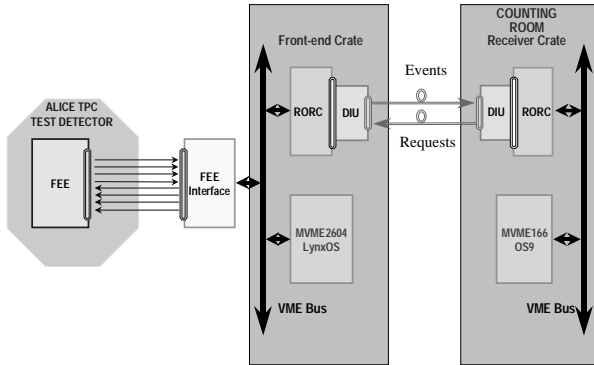 COUNTING
ROOM
Front-end Crate
Receiver Crate
Events
ALICE TPC
TEST DETECTOR
RORC
DIU
DIU
RORC
Requests
FEE
FEE
Interface
MVME2604
LynxOS
MVME166
OS9
VME Bus
VME Bus